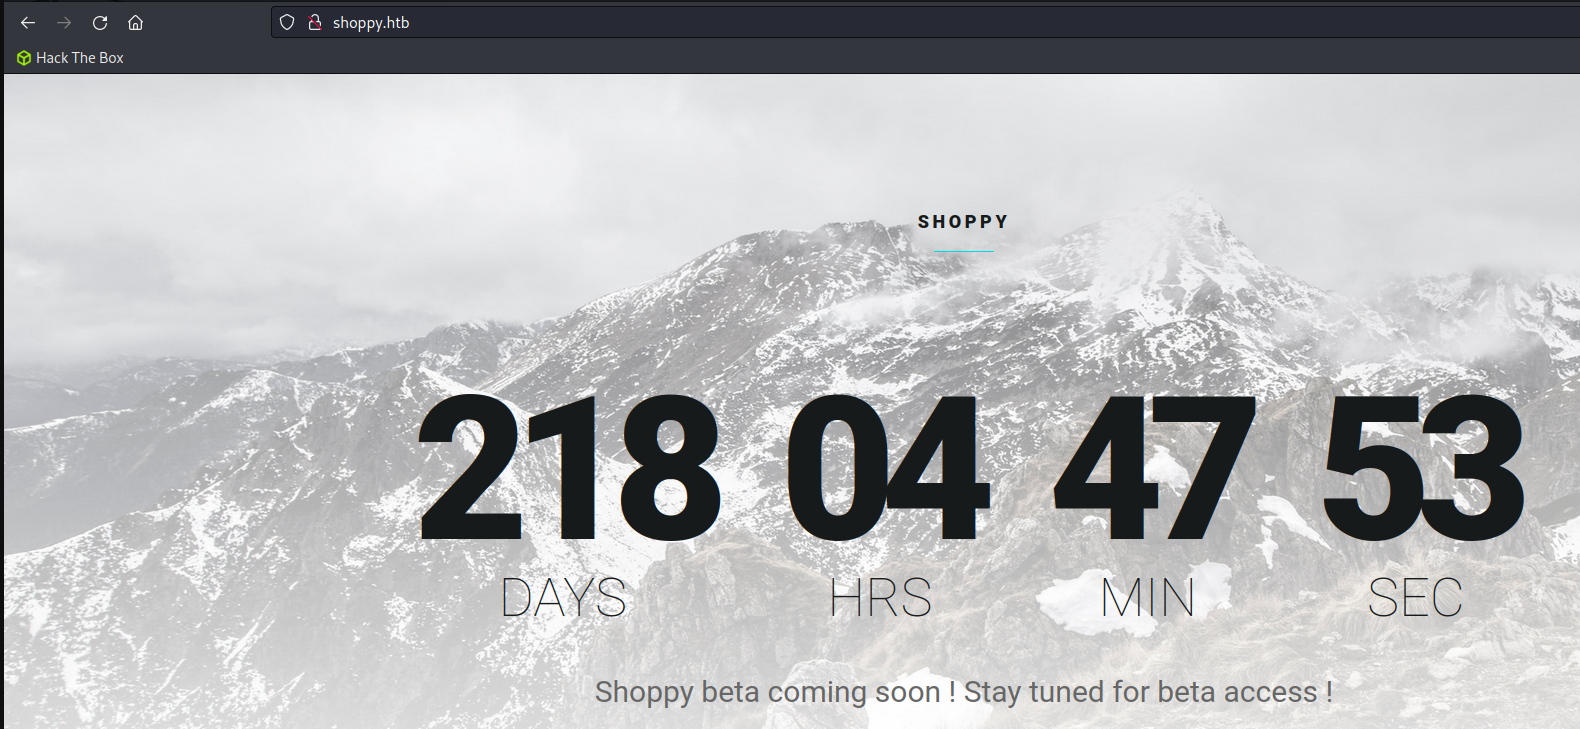 shoppy.htb
Hack The Box
SHOPPY
218 04 47 53
DAYS HRS MIN SEC
Shoppy beta coming soon ! Stay tuned for beta access !